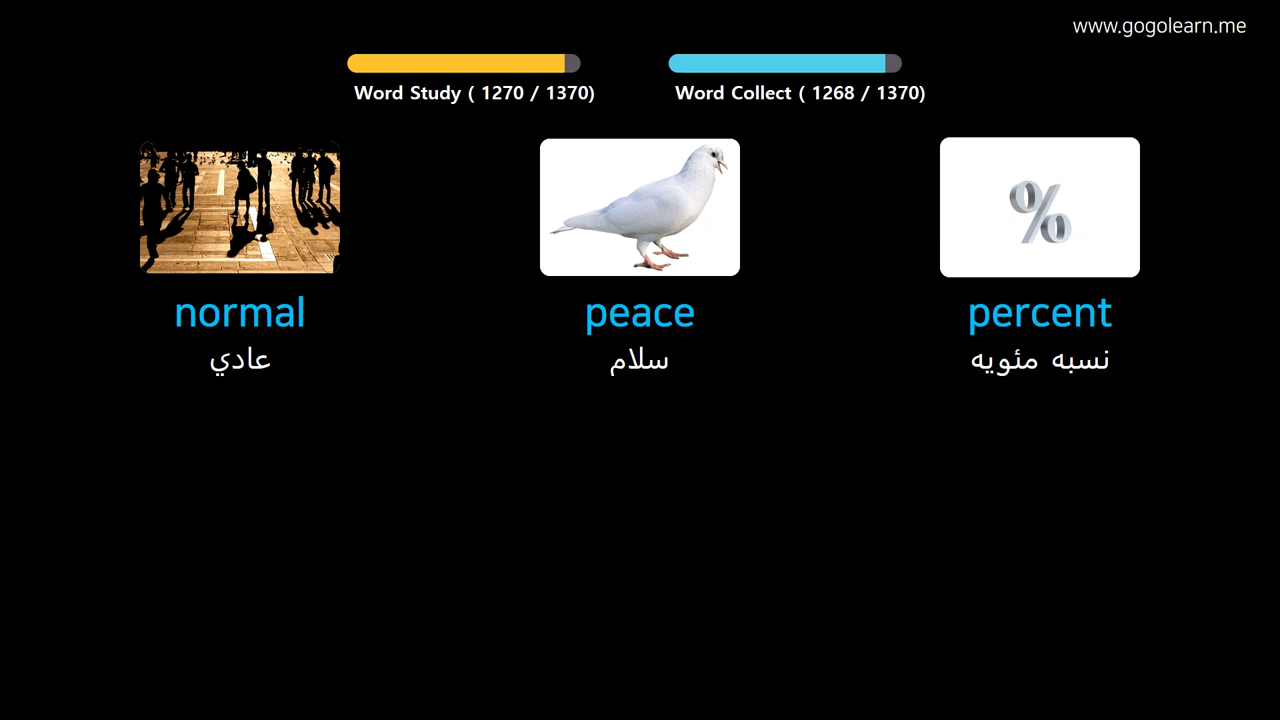 www.gogolearn.me
Word Study ( 1270 / 1370)
Word Collect ( 1268 / 1370)
%
normal
عادي
peace
سلام
percent
نسبه مئويه